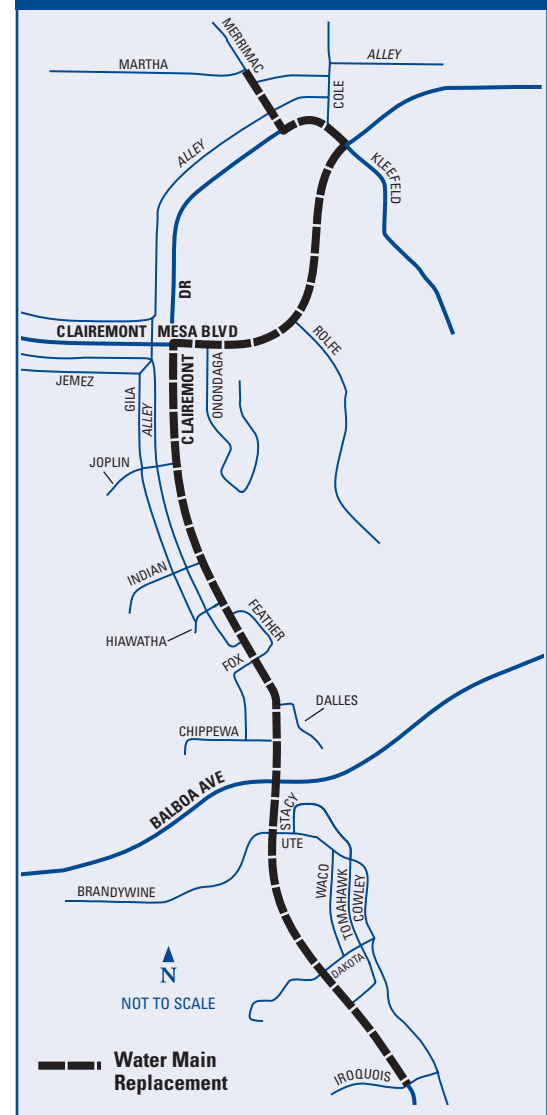 MERRIMAC
ALLEY
MARTHA
COLE
ALLEY
KLEEFELD
DR
CLAIREMONT MESA BLVD
ROLFE
ONONDAGA
CLAIREMONT
JEMEZ
GILA
ALLEY
JOPLIN
INDIAN
FEATHER
HIAWATHA
FOX
DALLES
CHIPPEWA
BALBOA AVE
STACY
UTE
WACO
TOMAHAWK
COWLEY
BRANDYWINE
DAKOTA
N
NOT TO SCALE
Water Main
Replacement
IROQUOIS